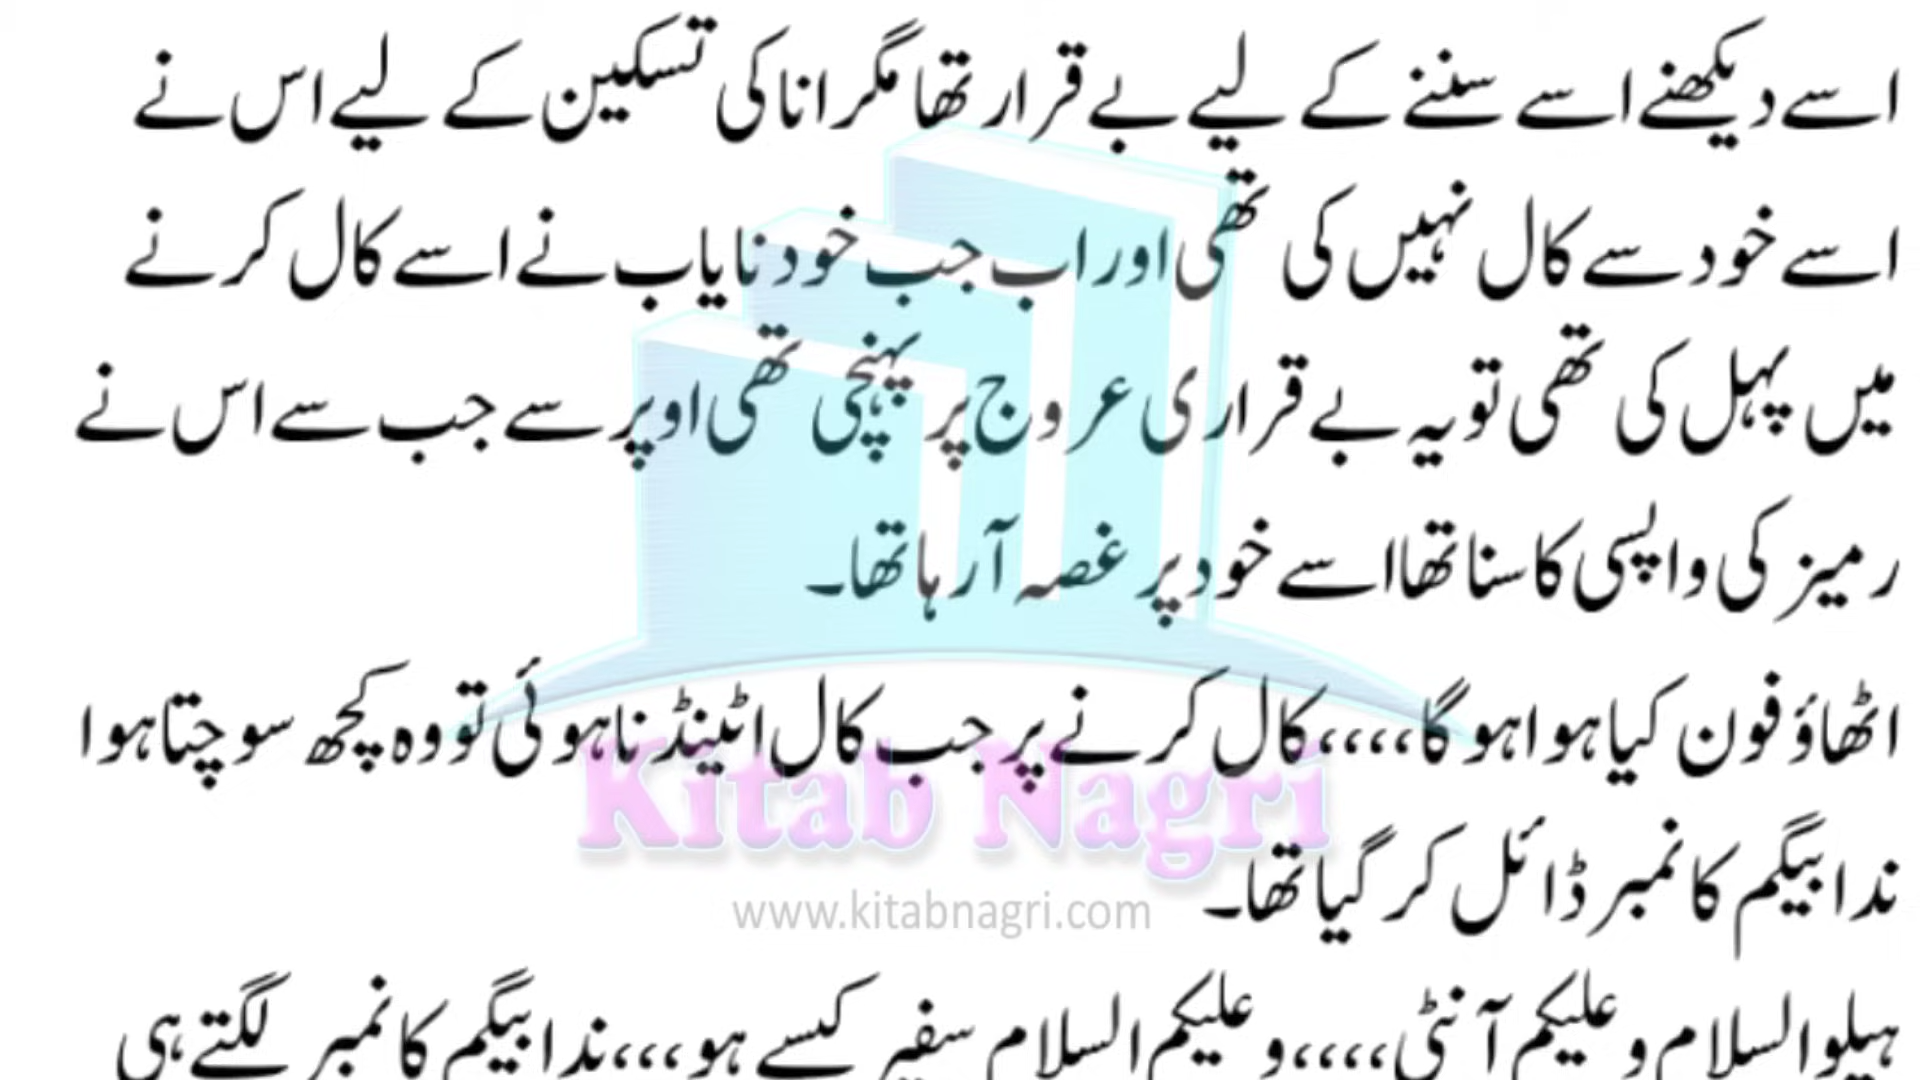 اسے دیکھنے اسے سننے کے لیے بے قرار تھا مگر انا کی تسکین کے لیے اس نے
اسے خود سے کال نہیں کی تھی اور اب جب خود نایاب نے اسے کال کرنے
میں پہل کی تھی تو یہ بے قراری عروج پر پہنچی تھی اوپر سے جب سے اس نے
رمیز کی واپسی کا سنا تھا اسے خود پر غصہ آرہا تھا۔
اٹھاؤ فون کیا ہوا ہوگا،،،،،کال کرنے پر جب کال اٹینڈ نا ہوئی تو وہ کچھ سوچتا ہوا
ندا بیگم کا نمبر ڈائل کر گیا تھا۔
ہیلو السلام و علیکم آنٹی،،،،،و علیکم السلام سفیر کیسے ہو،،،،ندا بیگم کا نمبر لگتے ہی
Kitab Nagri
www.kitabnagri.com